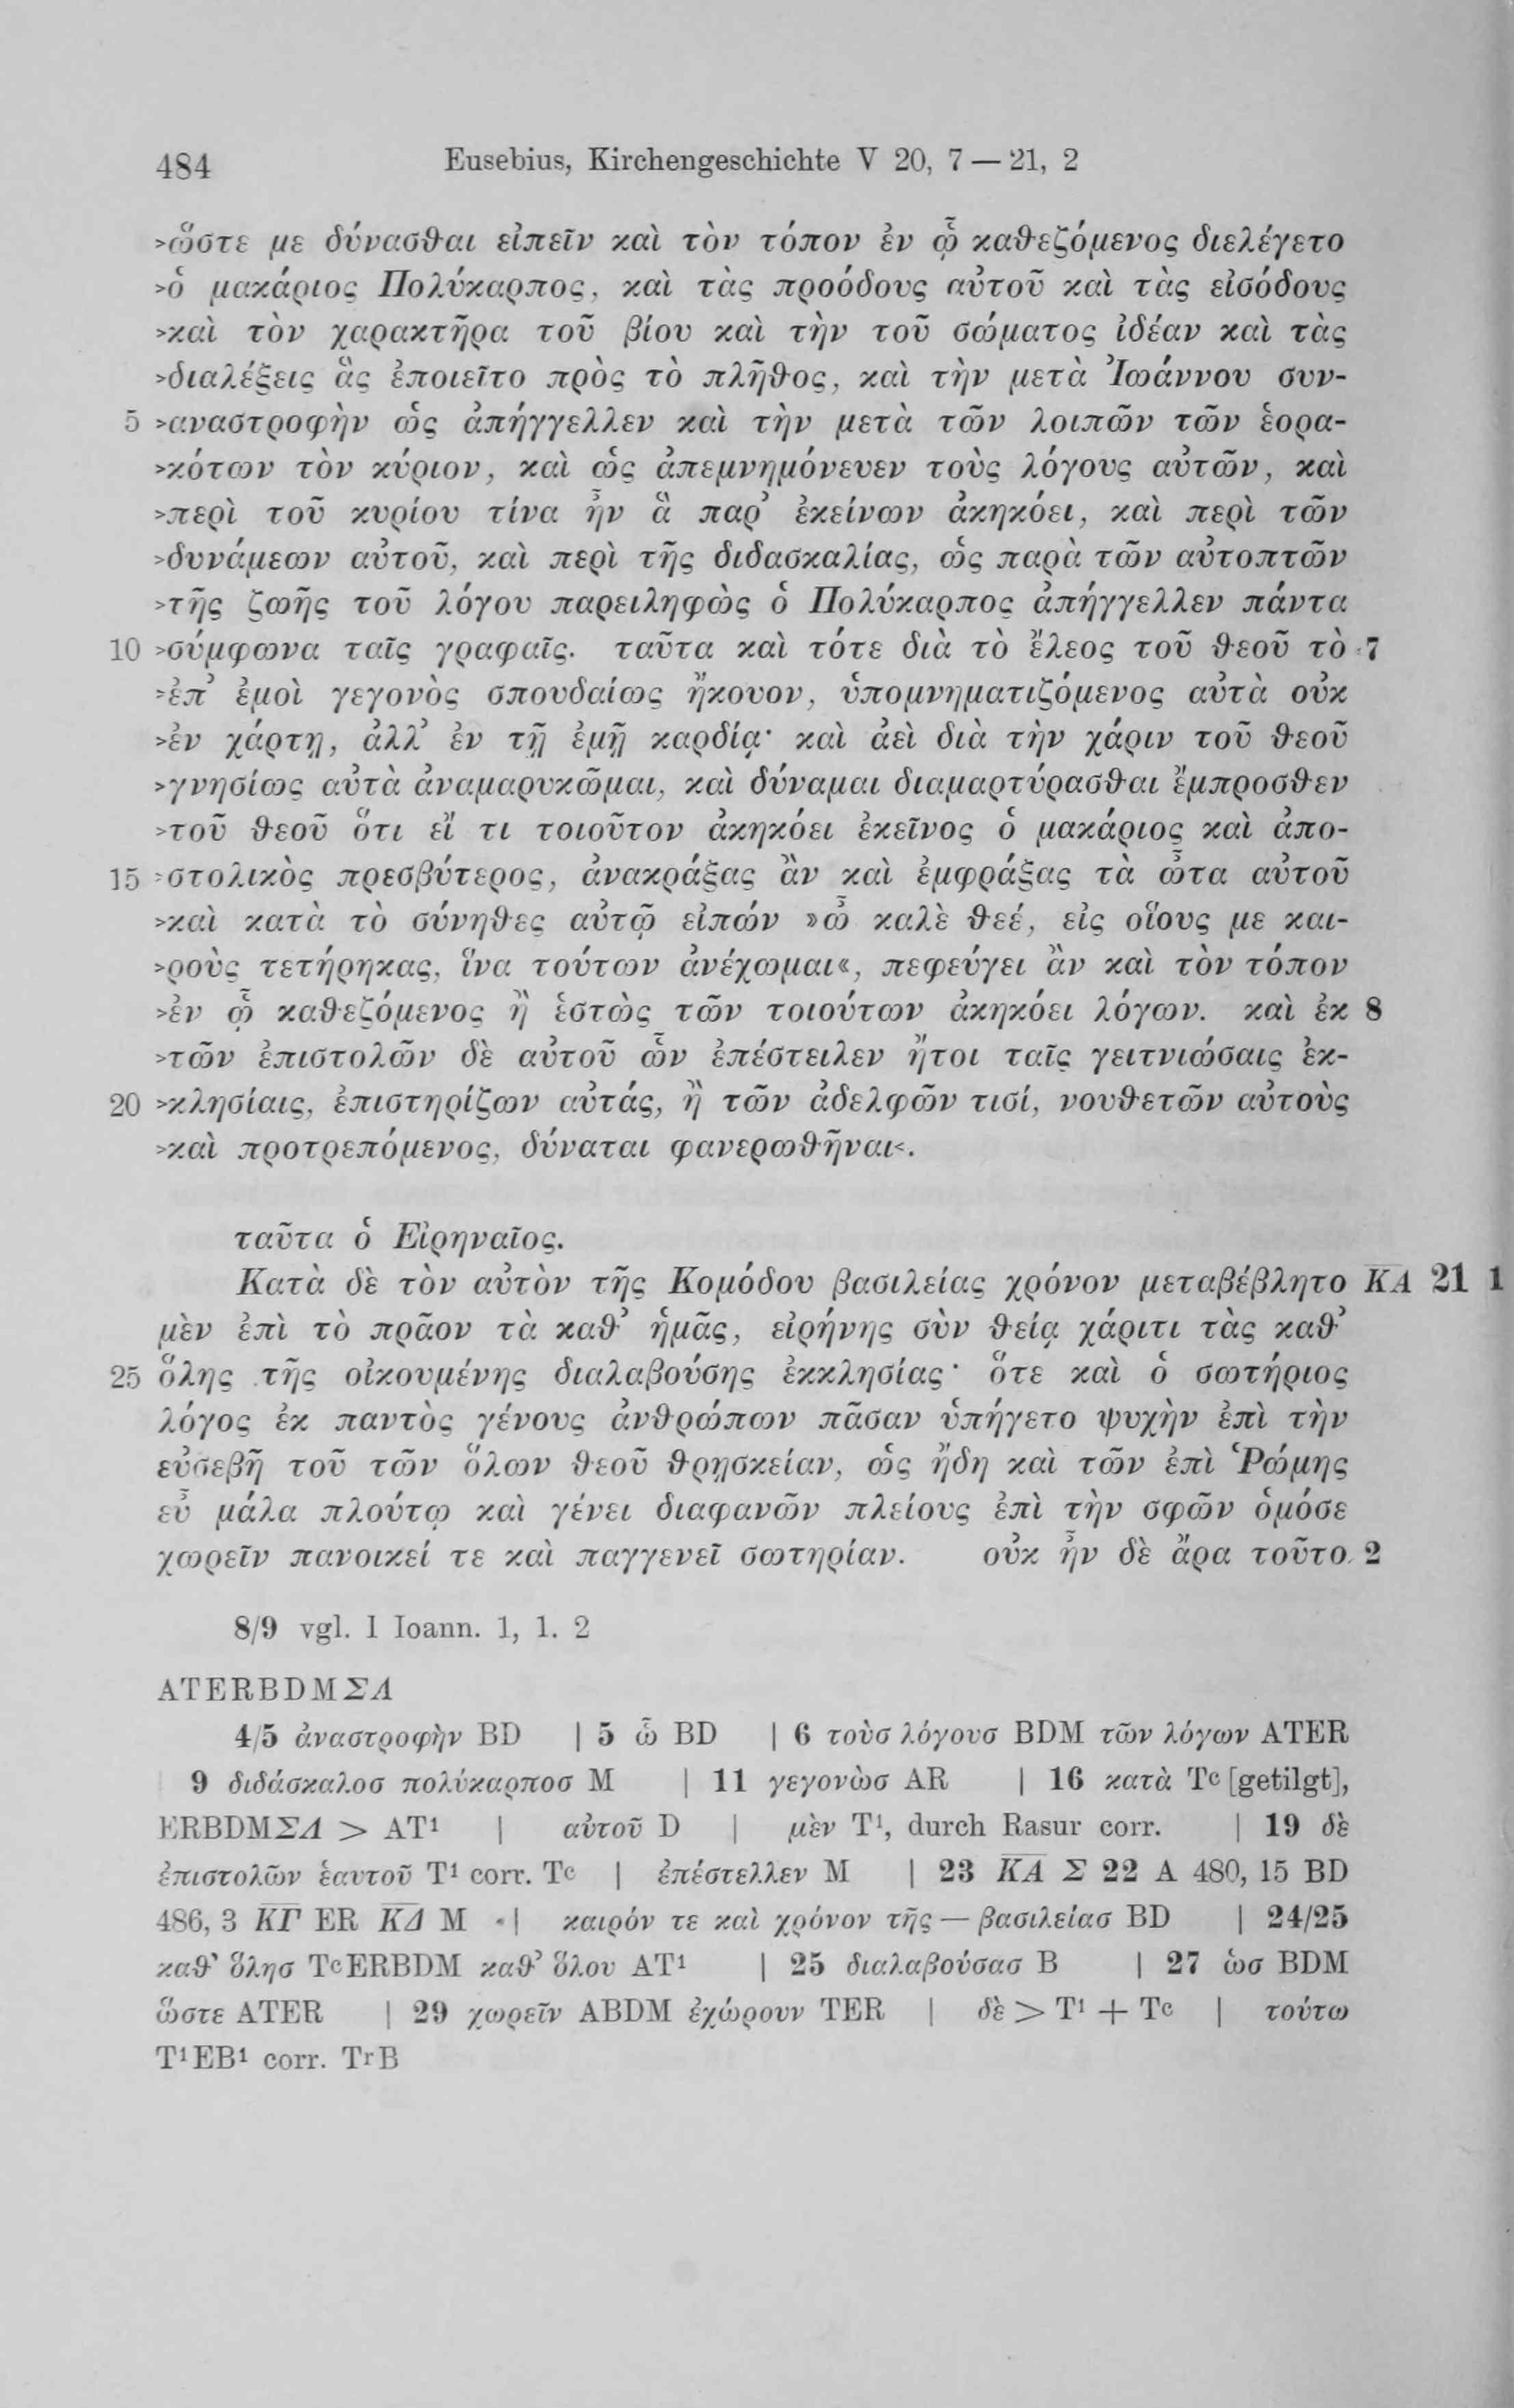 484 Eusebius, Kirchengeschichte V 20, 7 — 21, 2
>ὥστε με δύνασθαι εἰπεῖν καὶ τὸν τόπον ἐν ᾧ καθεζόμενος διελέγετο
>ὁ μακάριος Πολύκαρπος, καὶ τὰς προόδους αὐτοῦ καὶ τὰς εἰσόδους
>καὶ τὸν χαρακτῆρα τοῦ βίου καὶ τὴν τοῦ σώματος ἰδέαν καὶ τὰς
>διαλέξεις ἃς ἐποιεῖτο πρὸς τὸ πλῆθος, καὶ τὴν μετὰ Ἰωάννου συν-
5 >αναστροφὴν ὡς ἀπήγγελλεν καὶ τὴν μετὰ τῶν λοιπῶν τῶν ἑορα-
>κότων τὸν κύριον, καὶ ὡς ἀπεμνημόνευεν τοὺς λόγους αὐτῶν, καὶ
>περὶ τοῦ κυρίου τίνα ἦν ἃ παρ᾽ ἐκείνων ἀκηκόει, καὶ περὶ τῶν
>δυνάμεων αὐτοῦ, καὶ περὶ τῆς διδασκαλίας, ὡς παρὰ τῶν αὐτοπτῶν
>τῆς ζωῆς τοῦ λόγου παρειληφὼς ὁ Πολύκαρπος ἀπήγγελλεν πάντα
10 >σύμφωνα ταῖς γραφαῖς. ταῦτα καὶ τότε διὰ τὸ ἔλεος τοῦ θεοῦ τὸ 7
>ἐπ᾽ ἐμοὶ γεγονὸς σπουδαίως ἤκουον, ὑπομνηματιζόμενος αὐτὰ οὐκ
>ἐν χάρτῃ, ἀλλ᾽ ἐν τῇ ἐμῇ καρδίᾳ· καὶ ἀεὶ διὰ τὴν χάριν τοῦ θεοῦ
>γνησίως αὐτὰ ἀναμαρυκῶμαι, καὶ δύναμαι διαμαρτύρασθαι ἔμπροσθεν
>τοῦ θεοῦ ὅτι εἴ τι τοιοῦτον ἀκηκόει ἐκεῖνος ὁ μακάριος καὶ ἀπο-
15 >στολικὸς πρεσβύτερος, ἀνακράξας ἂν καὶ ἐμφράξας τὰ ὦτα αὐτοῦ
>καὶ κατὰ τὸ σύνηθες αὐτῷ εἰπών »ὦ καλὲ θεέ, εἰς οἵους με και-
>ροὺς τετήρηκας, ἵνα τούτων ἀνέχωμαι«, πεφεύγει ἂν καὶ τὸν τόπον
>ἐν ᾧ καθεζόμενος ἢ ἑστὼς τῶν τοιούτων ἀκηκόει λόγων. καὶ ἐκ 8
>τῶν ἐπιστολῶν δὲ αὐτοῦ ὧν ἐπέστειλεν ἤτοι ταῖς γειτνιώσαις ἐκ-
20 >κλησίαις, ἐπιστηρίζων αὐτάς, ἢ τῶν ἀδελφῶν τισί, νουθετῶν αὐτοὺς
>καὶ προτρεπόμενος, δύναται φανερωθῆναι<.
ταῦτα ὁ Εἰρηναῖος.
Κατὰ δὲ τὸν αὐτὸν τῆς Κομόδου βασιλείας χρόνον μεταβέβλητο ΚΑ 21 1
μὲν ἐπὶ τὸ πρᾶον τὰ καθ᾽ ἡμᾶς, εἰρήνης σὺν θείᾳ χάριτι τὰς καθ᾽
25 ὅλης τῆς οἰκουμένης διαλαβούσης ἐκκλησίας· ὅτε καὶ ὁ σωτήριος
λόγος ἐκ παντὸς γένους ἀνθρώπων πᾶσαν ὑπήγετο ψυχὴν ἐπὶ τὴν
εὐσεβῆ τοῦ τῶν ὅλων θεοῦ θρησκείαν, ὡς ἤδη καὶ τῶν ἐπὶ Ῥώμης
εὖ μάλα πλούτῳ καὶ γένει διαφανῶν πλείους ἐπὶ τὴν σφῶν ὁμόσε
χωρεῖν πανοικεί τε καὶ παγγενεῖ σωτηρίαν. οὐκ ἦν δὲ ἄρα τοῦτο 2
8/9 vgl. I Ioann. 1, 1. 2
ATERBDMΣΛ
4/5 ἀναστροφὴν BD | 5 ὧ BD | 6 τοὺσ λόγουσ BDM τῶν λόγων ATER
9 διδάσκαλοσ πολύκαρποσ M | 11 γεγονὼσ AR | 16 κατὰ Tᶜ [getilgt],
ERBDMΣΛ > AT¹ | αὐτοῦ D | μὲν T¹, durch Rasur corr. | 19 δὲ
ἐπιστολῶν ἑαυτοῦ T¹ corr. Tᶜ | ἐπέστελλεν M | 23 ΚΑ Σ 22 A 480, 15 BD
486, 3 ΚΓ ER ΚΔ M | καιρόν τε καὶ χρόνον τῆς — βασιλείασ BD | 24/25
καθ᾽ ὅλησ TᶜERBDM καθ᾽ ὅλου AT¹ | 25 διαλαβούσασ B | 27 ὡσ BDM
ὥστε ATER | 29 χωρεῖν ABDM ἐχώρουν TER | δὲ > T¹ + Tᶜ | τούτω
T¹EB¹ corr. TʳB